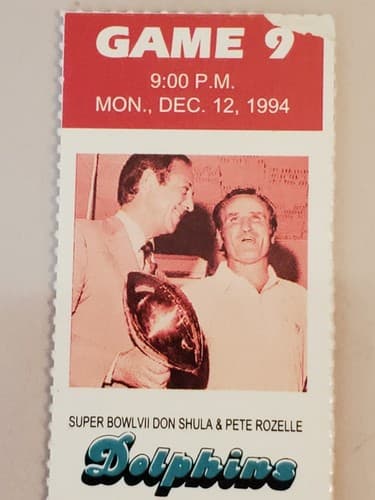 GAME 9
9:00 P.M.
MON., DEC. 12, 1994
SUPER BOWLVII DON SHULA & PETE ROZELLE
Dolphins